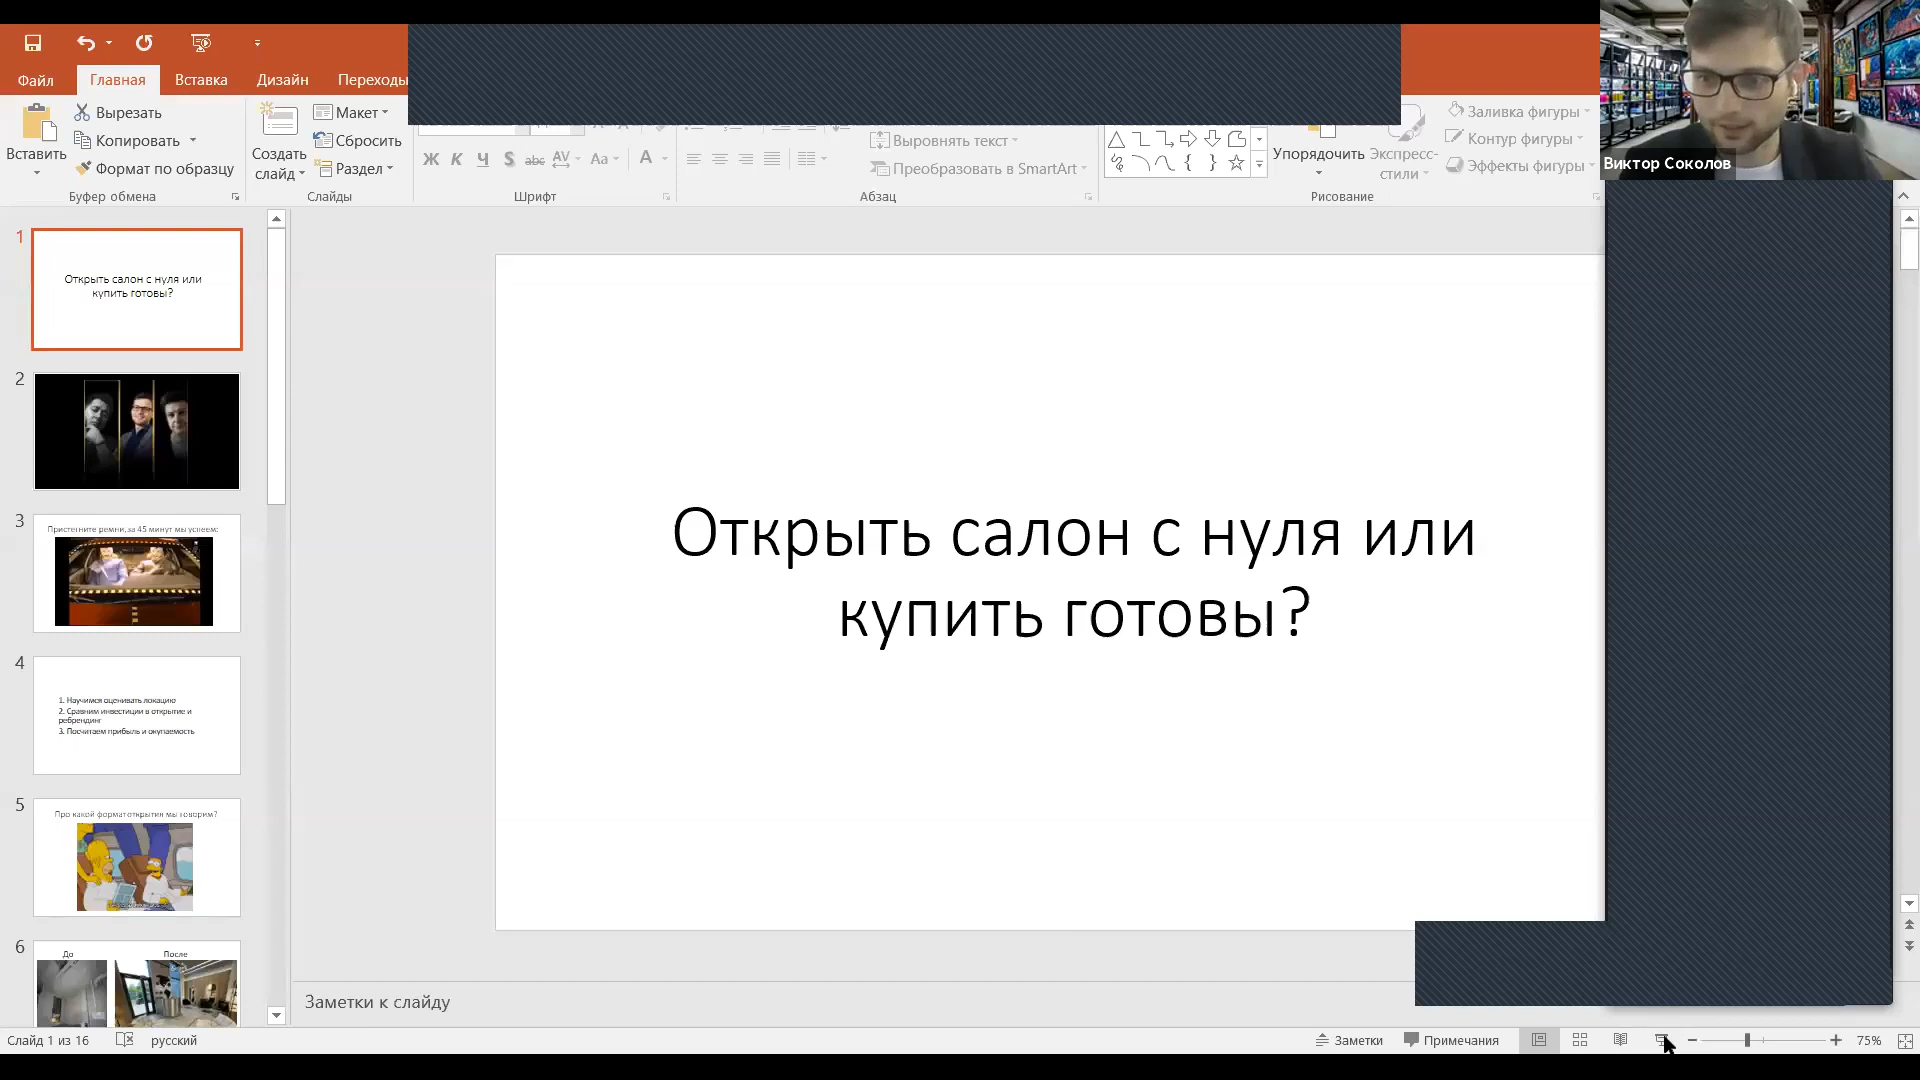 Виктор Соколов
Файл
Главная
Вставка
Дизайн
Переходы
Вставить
Вырезать
Копировать
Формат по образцу
Буфер обмена
Создать
слайд
Макет
Сбросить
Раздел
Слайды
Ж К Ч S abc AV Aa А
Шрифт
Выровнять текст
Преобразовать в SmartArt
Абзац
Упорядочить
Экспресс-
стили
Заливка фигуры
Контур фигуры
Эффекты фигуры
Рисование
1
Открыть салон с нуля или
купить готовы?
2
3
Пристегните ремни, за 45 минут мы успеем:
4
1. Научимся оценивать локацию
2. Сравним инвестиции в открытие и
ребрендинг
3. Посчитаем прибыль и окупаемость
5
Про какой формат открытия мы говорим?
6
До
После
Открыть салон с нуля или
купить готовы?
Заметки к слайду
Слайд 1 из 16
русский
Заметки
Примечания
75%